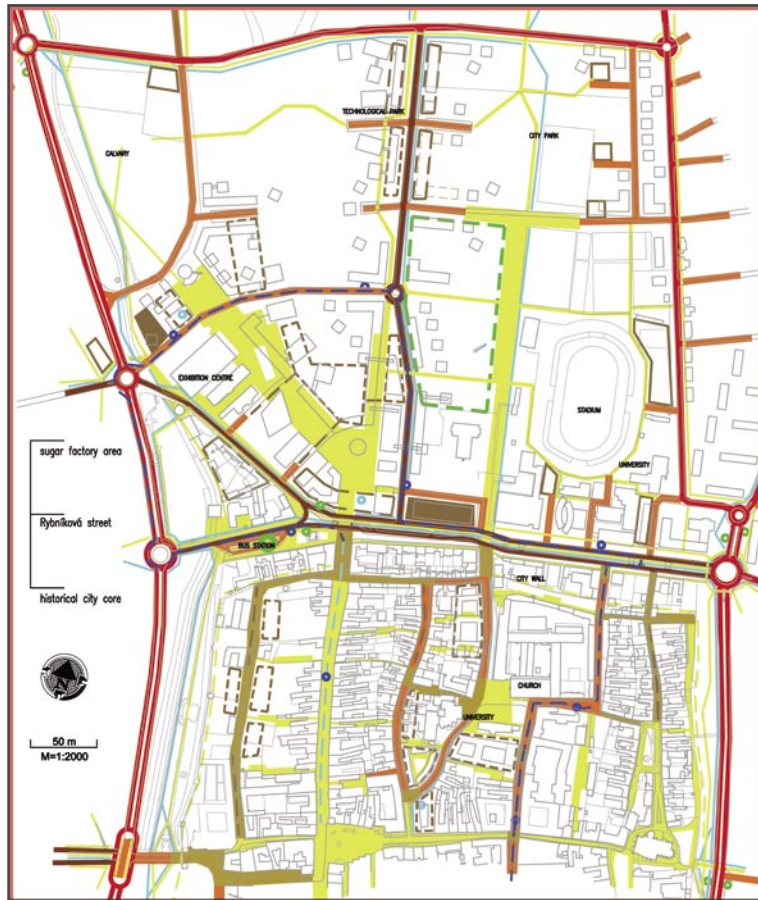 TECHNOLOGICAL PARK
CITY PARK
CALVARY
EXHIBITION CENTRE
STADIUM
sugar factory area
UNIVERSITY
Rybníková street
BUS STATION
CITY WALL
historical city core
CHURCH
UNIVERSITY
N
50 m
M=1:2000